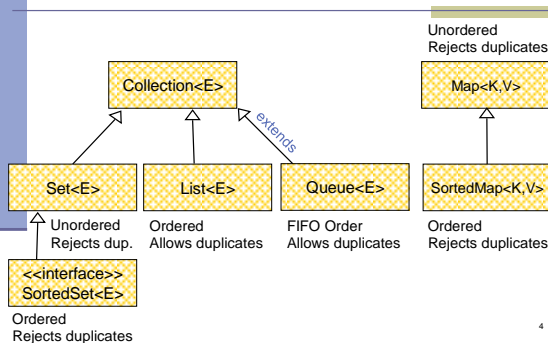 Unordered
Rejects duplicates
Collection<E>
Map<K,V>
extends
Set<E>
List<E>
Queue<E>
SortedMap<K,V>
Unordered
Rejects dup.
Ordered
Allows duplicates
FIFO Order
Allows duplicates
Ordered
Rejects duplicates
<<interface>>
SortedSet<E>
Ordered
Rejects duplicates
4